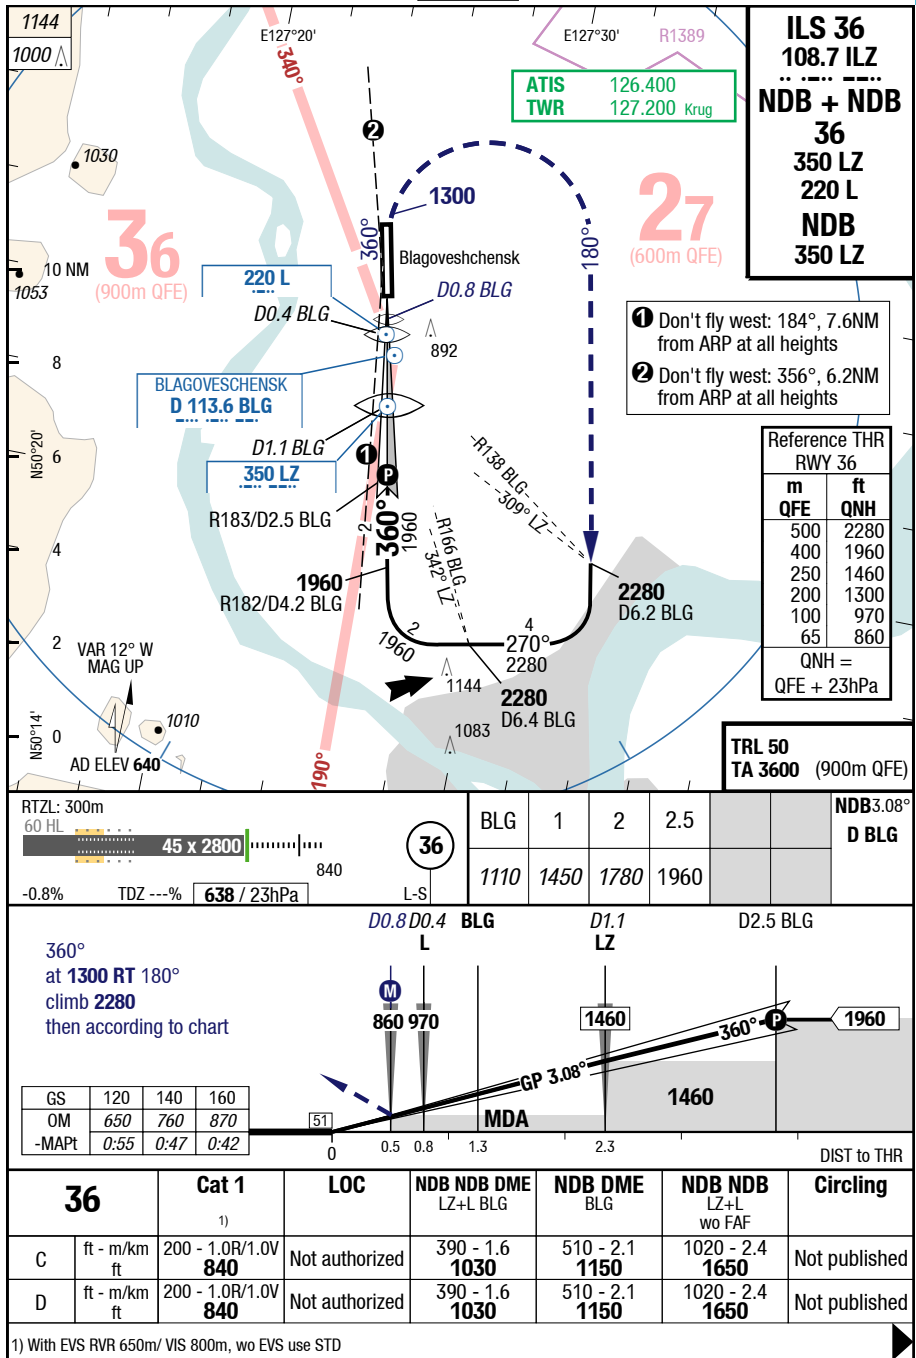 1144
1000
E127°20'
E127°30'
R1389
ATIS 126.400
TWR 127.200 Krug
ILS 36
108.7 ILZ
NDB + NDB
36
350 LZ
220 L
NDB
350 LZ
340°
2
1030
1300
36
(900m QFE)
27
(600m QFE)
360°
180°
Blagoveshchensk
10 NM
1053
220 L
D0.4 BLG
D0.8 BLG
892
1 Don't fly west: 184°, 7.6NM
from ARP at all heights
2 Don't fly west: 356°, 6.2NM
from ARP at all heights
8
BLAGOVESCHENSK
D 113.6 BLG
D1.1 BLG
N50°20'
6
350 LZ
1
P
R183/D2.5 BLG
R138 BLG
309° LZ
R166 BLG
342° LZ
2
360°
1960
4
1960
R182/D4.2 BLG
2280
D6.2 BLG
Reference THR
RWY 36
m ft
QFE QNH
500 2280
400 1960
250 1460
200 1300
100 970
65 860
QNH =
QFE + 23hPa
2
1960
2
4
270°
2280
VAR 12° W
MAG UP
1144
2280
D6.4 BLG
1010
1083
N50°14'
0
AD ELEV 640
190°
TRL 50
TA 3600 (900m QFE)
RTZL: 300m
60 HL
45 x 2800
840
36
-0.8% TDZ ---% 638 / 23hPa L-S
BLG 1 2 2.5
1110 1450 1780 1960
NDB3.08°
D BLG
D0.8 D0.4 BLG D1.1 D2.5 BLG
L LZ
360°
at 1300 RT 180°
climb 2280
then according to chart
M
860 970 1460
360° P 1960
GP 3.08°
1460
MDA
GS 120 140 160
OM 650 760 870
-MAPt 0:55 0:47 0:42
51
0 0.5 0.8 1.3 2.3
DIST to THR
36 Cat 1 LOC NDB NDB DME NDB DME NDB NDB Circling
1) LZ+L BLG BLG LZ+L
wo FAF
C ft - m/km 200 - 1.0R/1.0V Not authorized 390 - 1.6 510 - 2.1 1020 - 2.4 Not published
ft 840 1030 1150 1650
D ft - m/km 200 - 1.0R/1.0V Not authorized 390 - 1.6 510 - 2.1 1020 - 2.4 Not published
ft 840 1030 1150 1650
1) With EVS RVR 650m/ VIS 800m, wo EVS use STD